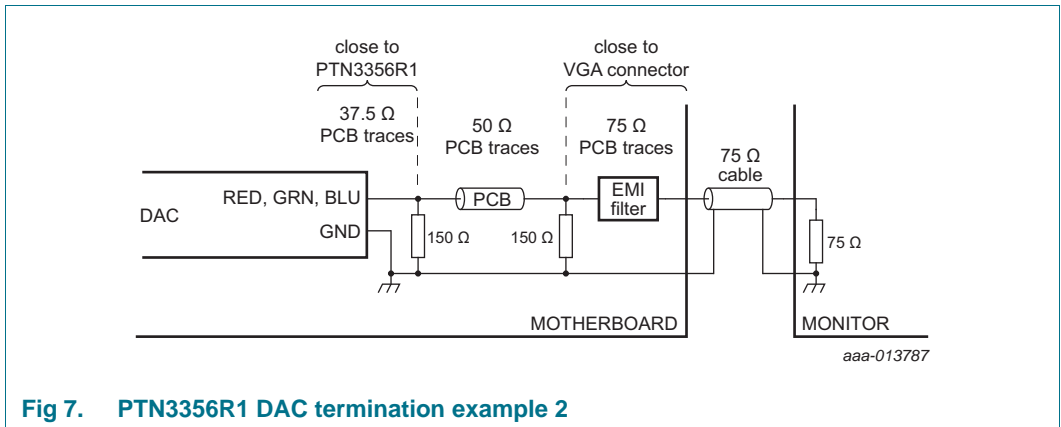 close to
PTN3356R1
close to
VGA connector
37.5 Ω
PCB traces
50 Ω
PCB traces
75 Ω
PCB traces
75 Ω
cable
DAC
RED, GRN, BLU
GND
PCB
EMI
filter
150 Ω
150 Ω
75 Ω
MOTHERBOARD
MONITOR
aaa-013787
Fig 7. PTN3356R1 DAC termination example 2